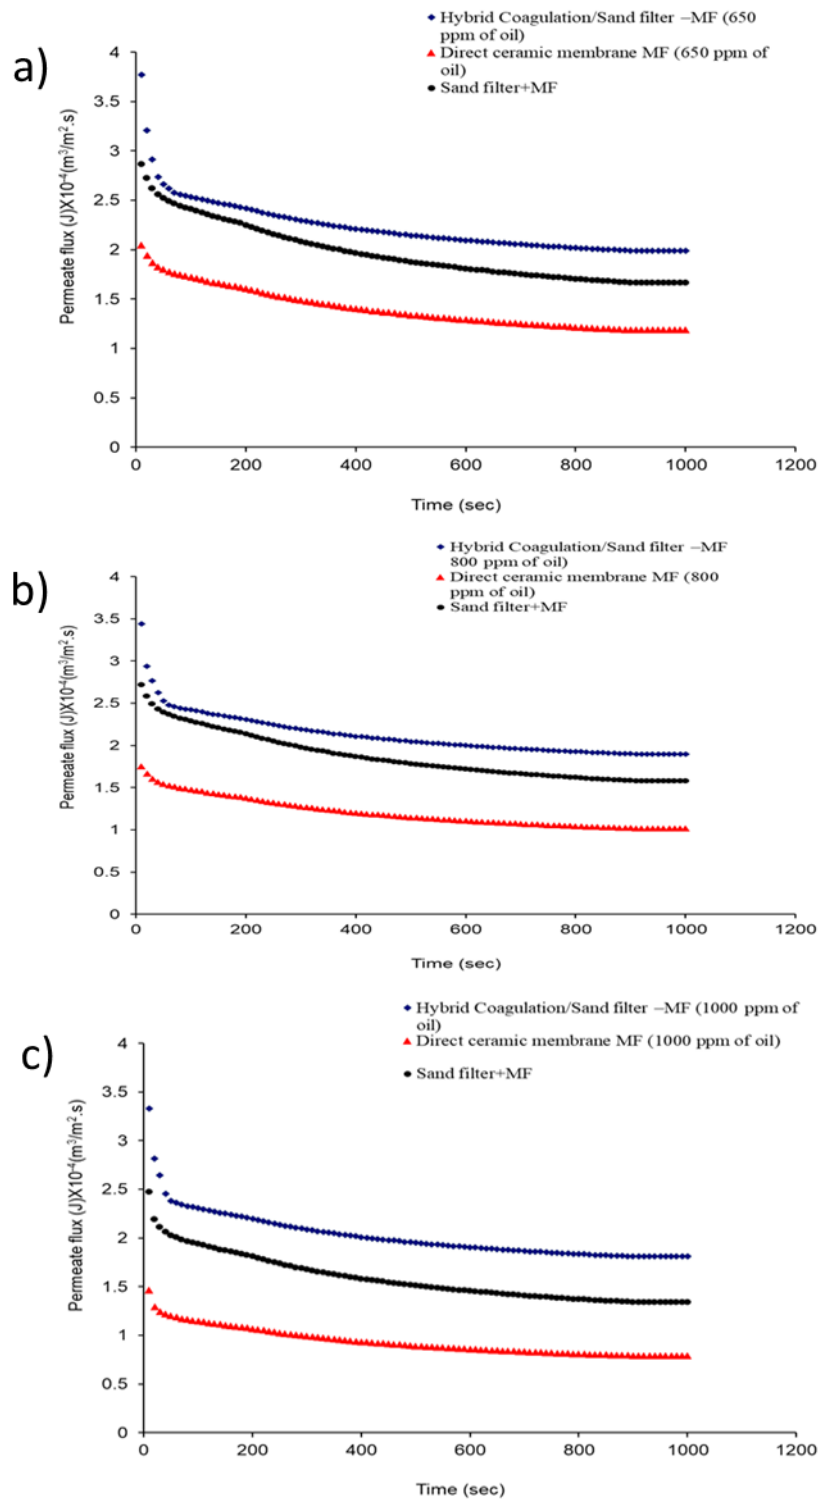 a)
Hybrid Coagulation/Sand filter –MF (650
ppm of oil)
Direct ceramic membrane MF (650 ppm of
oil)
Sand filter+MF
Permeate flux (J)X10⁻⁴(m³/m².s)
4
3.5
3
2.5
2
1.5
1
0.5
0
0 200 400 600 800 1000 1200
Time (sec)
b)
Hybrid Coagulation/Sand filter –MF
800 ppm of oil)
Direct ceramic membrane MF (800
ppm of oil)
Sand filter+MF
Permeate flux (J)X10⁻⁴(m³/m².s)
4
3.5
3
2.5
2
1.5
1
0.5
0
0 200 400 600 800 1000 1200
Time (sec)
c)
Hybrid Coagulation/Sand filter –MF (1000 ppm of
oil)
Direct ceramic membrane MF (1000 ppm of oil)
Sand filter+MF
Permeate flux (J)X10⁻⁴(m³/m².s)
4
3.5
3
2.5
2
1.5
1
0.5
0
0 200 400 600 800 1000 1200
Time (sec)